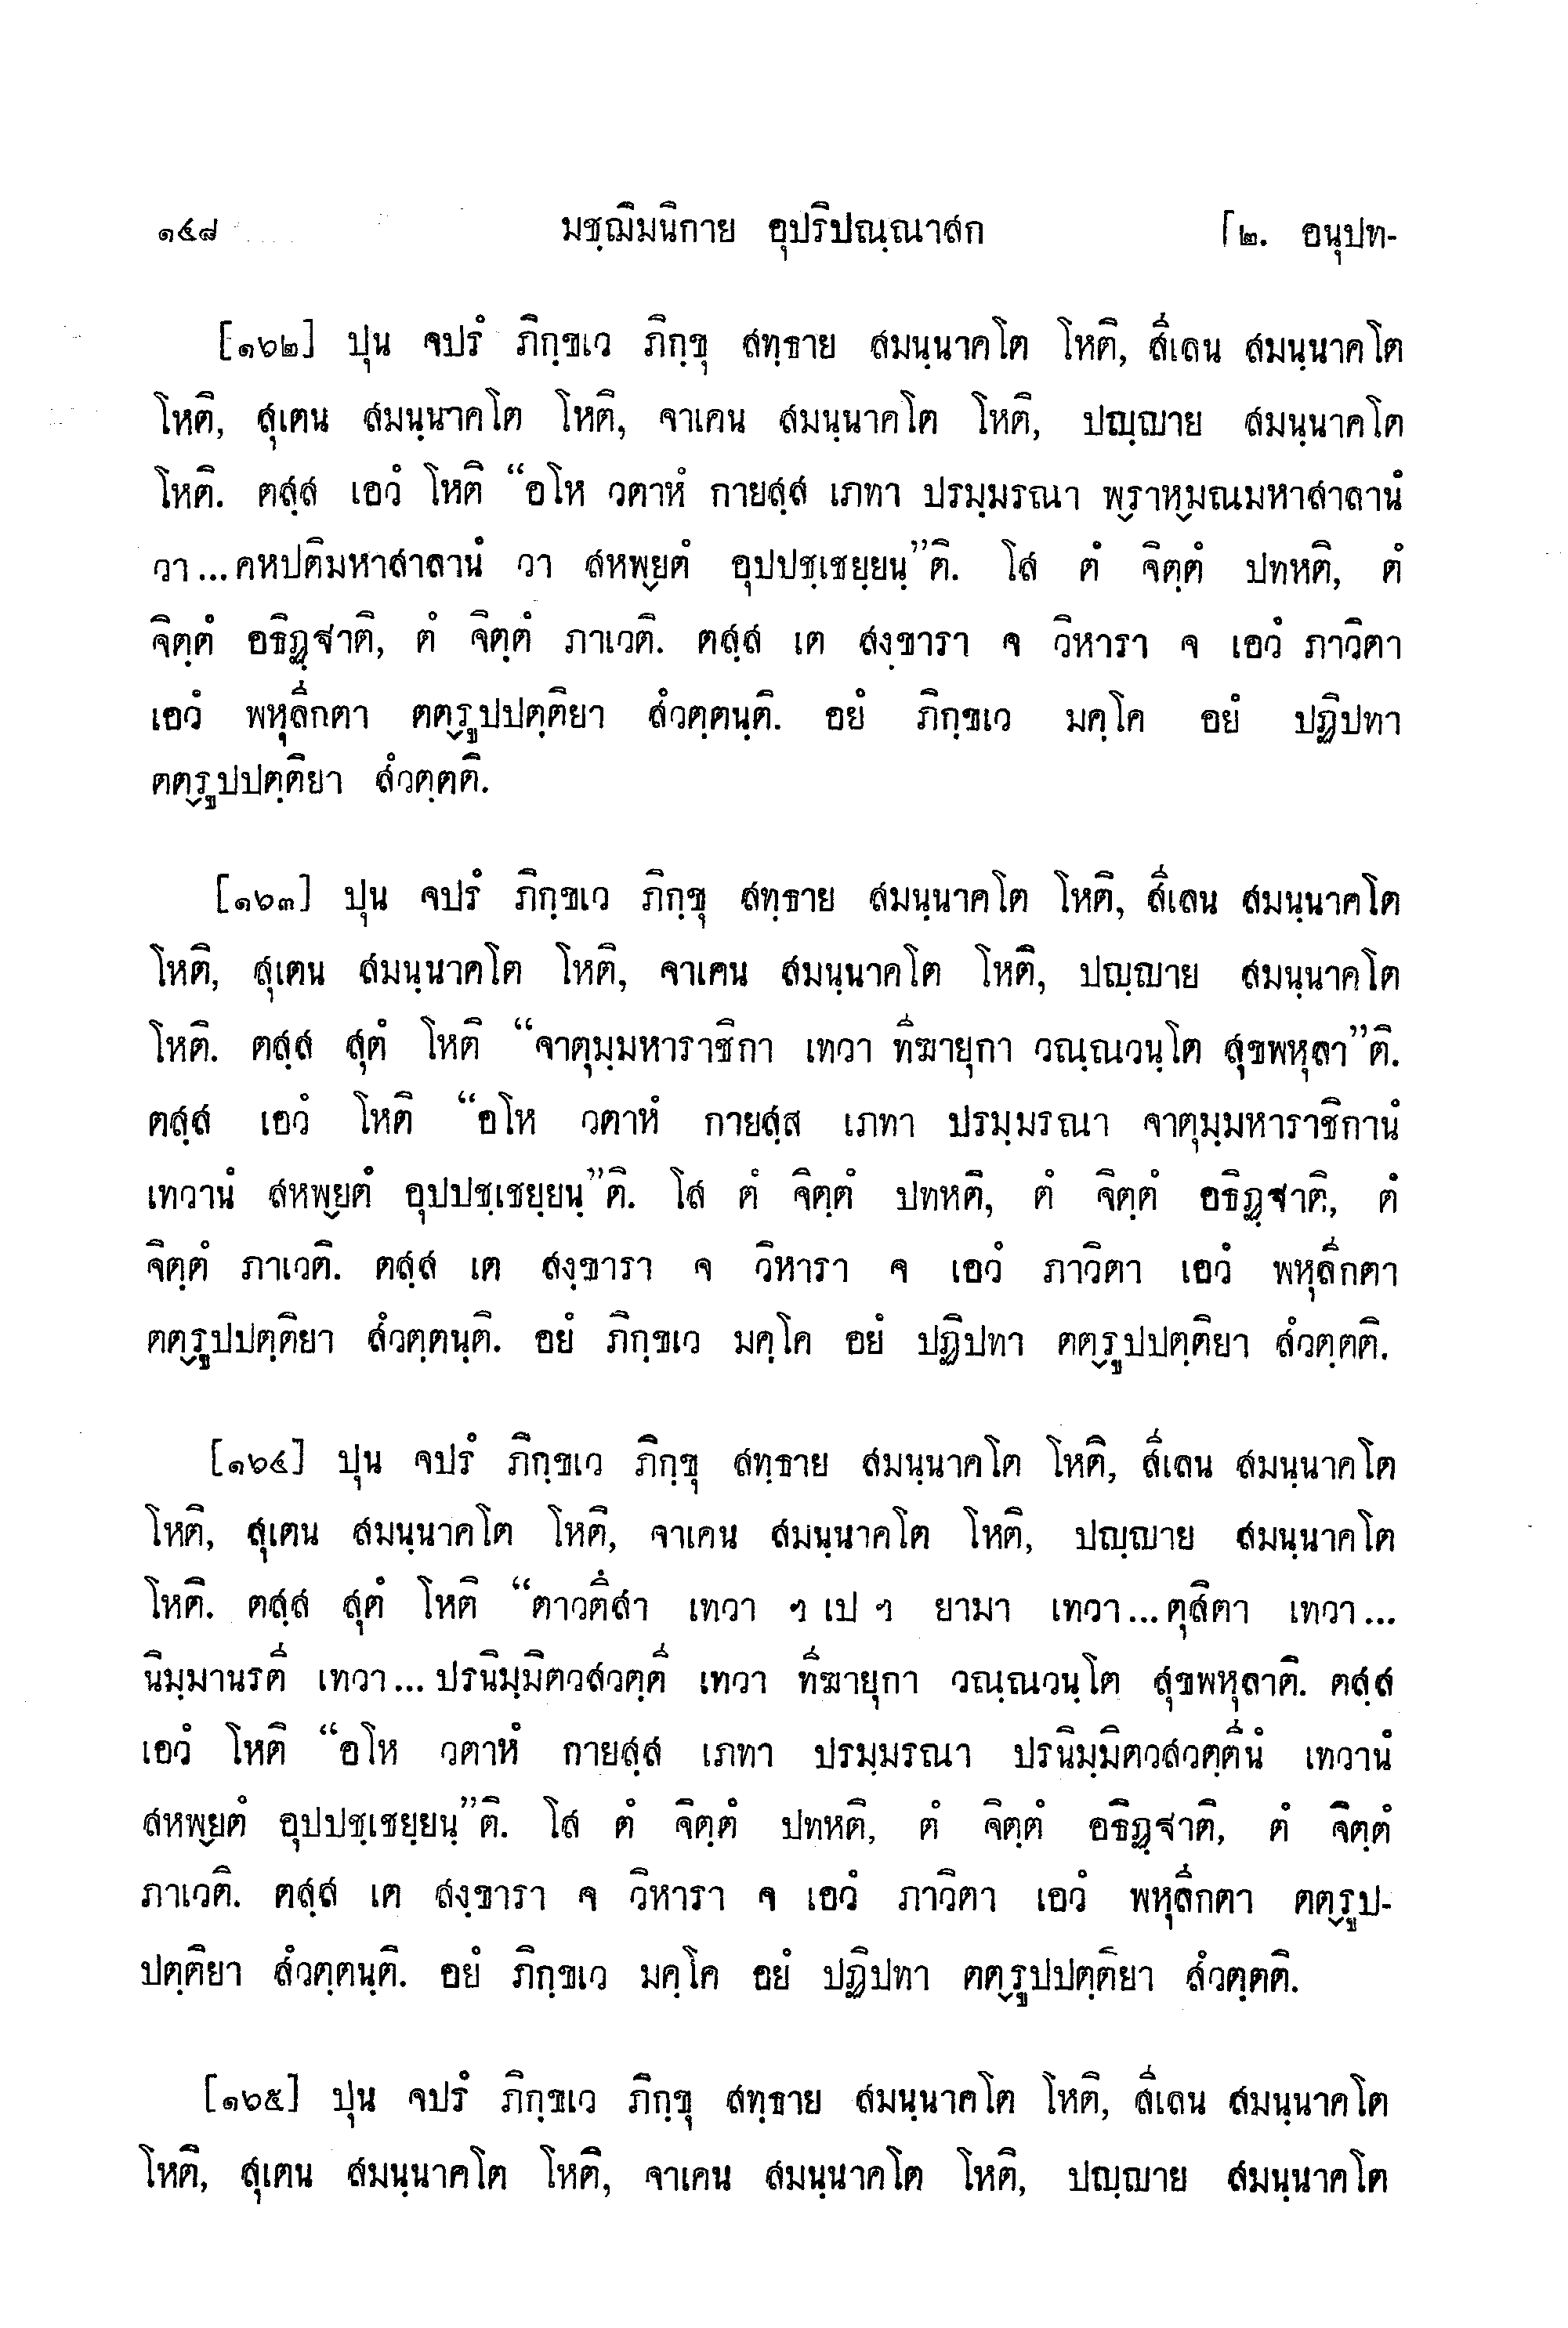 ๑๔๘ มชฺฌิมนิกาย อุปริปณฺณาสก [๒. อนุปท-
[๑๖๒] ปุน จปรํ ภิกฺขเว ภิกฺขุ สทฺธาย สมนฺนาคโต โหติ, สีเลน สมนฺนาคโต
โหติ, สุเตน สมนฺนาคโต โหติ, จาเคน สมนฺนาคโต โหติ, ปญฺญาย สมนฺนาคโต
โหติ. ตสฺส เอวํ โหติ “อโห วตาหํ กายสฺส เภทา ปรมฺมรณา พฺราหฺมณมหาสาลานํ
วา...คหปติมหาสาลานํ วา สหพฺยตํ อุปปชฺเชยฺยนฺ”ติ. โส ตํ จิตฺตํ ปทหติ, ตํ
จิตฺตํ อธิฏฺฐาติ, ตํ จิตฺตํ ภาเวติ. ตสฺส เต สงฺขารา จ วิหารา จ เอวํ ภาวิตา
เอวํ พหุลีกตา ตตฺรูปปตฺติยา สํวตฺตนฺติ. อยํ ภิกฺขเว มคฺโค อยํ ปฏิปทา
ตตฺรูปปตฺติยา สํวตฺตติ.
[๑๖๓] ปุน จปรํ ภิกฺขเว ภิกฺขุ สทฺธาย สมนฺนาคโต โหติ, สีเลน สมนฺนาคโต
โหติ, สุเตน สมนฺนาคโต โหติ, จาเคน สมนฺนาคโต โหติ, ปญฺญาย สมนฺนาคโต
โหติ. ตสฺส สุตํ โหติ “จาตุมฺมหาราชิกา เทวา ทีฆายุกา วณฺณวนฺโต สุขพหุลา”ติ.
ตสฺส เอวํ โหติ “อโห วตาหํ กายสฺส เภทา ปรมฺมรณา จาตุมฺมหาราชิกานํ
เทวานํ สหพฺยตํ อุปปชฺเชยฺยนฺ”ติ. โส ตํ จิตฺตํ ปทหติ, ตํ จิตฺตํ อธิฏฺฐาติ, ตํ
จิตฺตํ ภาเวติ. ตสฺส เต สงฺขารา จ วิหารา จ เอวํ ภาวิตา เอวํ พหุลีกตา
ตตฺรูปปตฺติยา สํวตฺตนฺติ. อยํ ภิกฺขเว มคฺโค อยํ ปฏิปทา ตตฺรูปปตฺติยา สํวตฺตติ.
[๑๖๔] ปุน จปรํ ภิกฺขเว ภิกฺขุ สทฺธาย สมนฺนาคโต โหติ, สีเลน สมนฺนาคโต
โหติ, สุเตน สมนฺนาคโต โหติ, จาเคน สมนฺนาคโต โหติ, ปญฺญาย สมนฺนาคโต
โหติ. ตสฺส สุตํ โหติ “ตาวตึสา เทวา ฯ เป ฯ ยามา เทวา...ตุสิตา เทวา...
นิมฺมานรตี เทวา...ปรนิมฺมิตวสวตฺตี เทวา ทีฆายุกา วณฺณวนฺโต สุขพหุลาติ. ตสฺส
เอวํ โหติ “อโห วตาหํ กายสฺส เภทา ปรมฺมรณา ปรนิมฺมิตวสวตฺตีนํ เทวานํ
สหพฺยตํ อุปปชฺเชยฺยนฺ”ติ. โส ตํ จิตฺตํ ปทหติ, ตํ จิตฺตํ อธิฏฺฐาติ, ตํ จิตฺตํ
ภาเวติ. ตสฺส เต สงฺขารา จ วิหารา จ เอวํ ภาวิตา เอวํ พหุลีกตา ตตฺรูป-
ปตฺติยา สํวตฺตนฺติ. อยํ ภิกฺขเว มคฺโค อยํ ปฏิปทา ตตฺรูปปตฺติยา สํวตฺตติ.
[๑๖๕] ปุน จปรํ ภิกฺขเว ภิกฺขุ สทฺธาย สมนฺนาคโต โหติ, สีเลน สมนฺนาคโต
โหติ, สุเตน สมนฺนาคโต โหติ, จาเคน สมนฺนาคโต โหติ, ปญฺญาย สมนฺนาคโต